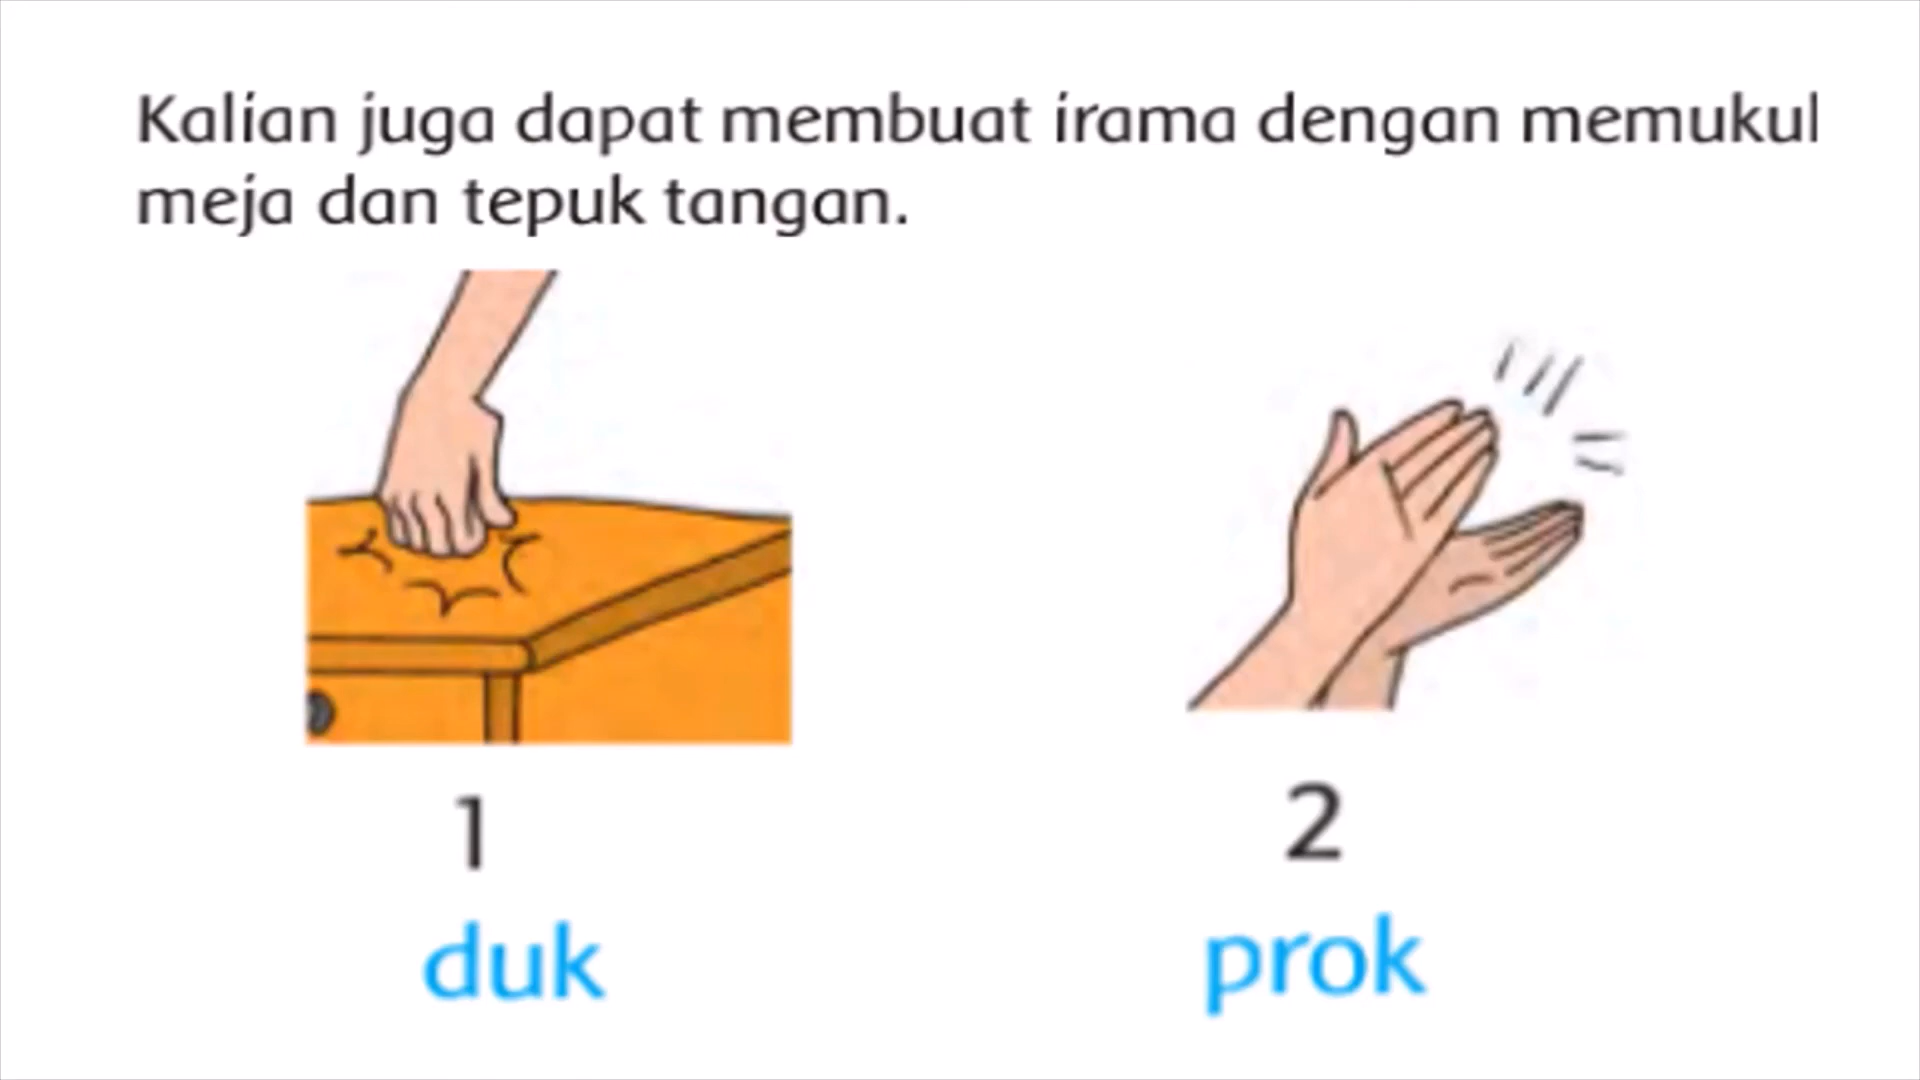 Kalian juga dapat membuat irama dengan memukul
meja dan tepuk tangan.
1
2
duk
prok